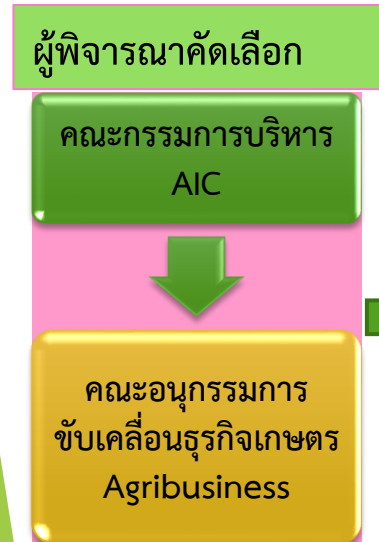 ผู้พิจารณาคัดเลือก
คณะกรรมการบริหาร
AIC
คณะอนุกรรมการ
ขับเคลื่อนธุรกิจเกษตร
Agribusiness